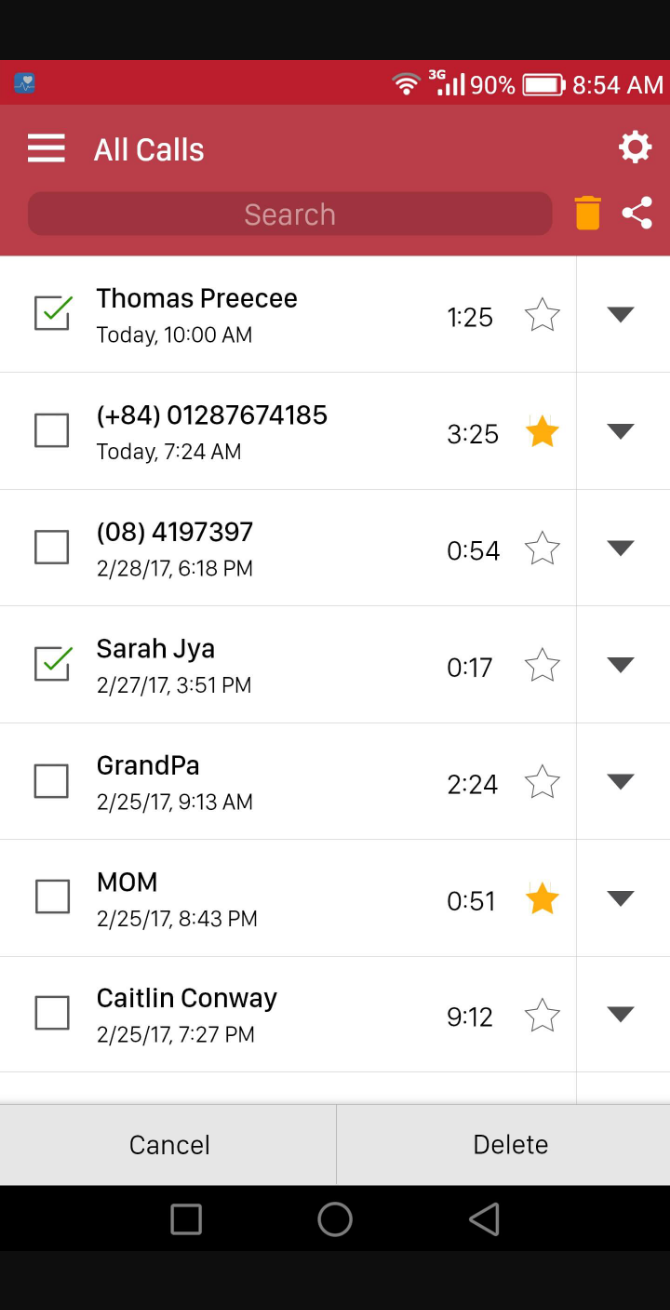 3G 90% 8:54 AM
All Calls
Search
Thomas Preecee
Today, 10:00 AM
1:25
(+84) 01287674185
Today, 7:24 AM
3:25
(08) 4197397
2/28/17, 6:18 PM
0:54
Sarah Jya
2/27/17, 3:51 PM
0:17
GrandPa
2/25/17, 9:13 AM
2:24
MOM
2/25/17, 8:43 PM
0:51
Caitlin Conway
2/25/17, 7:27 PM
9:12
Cancel
Delete